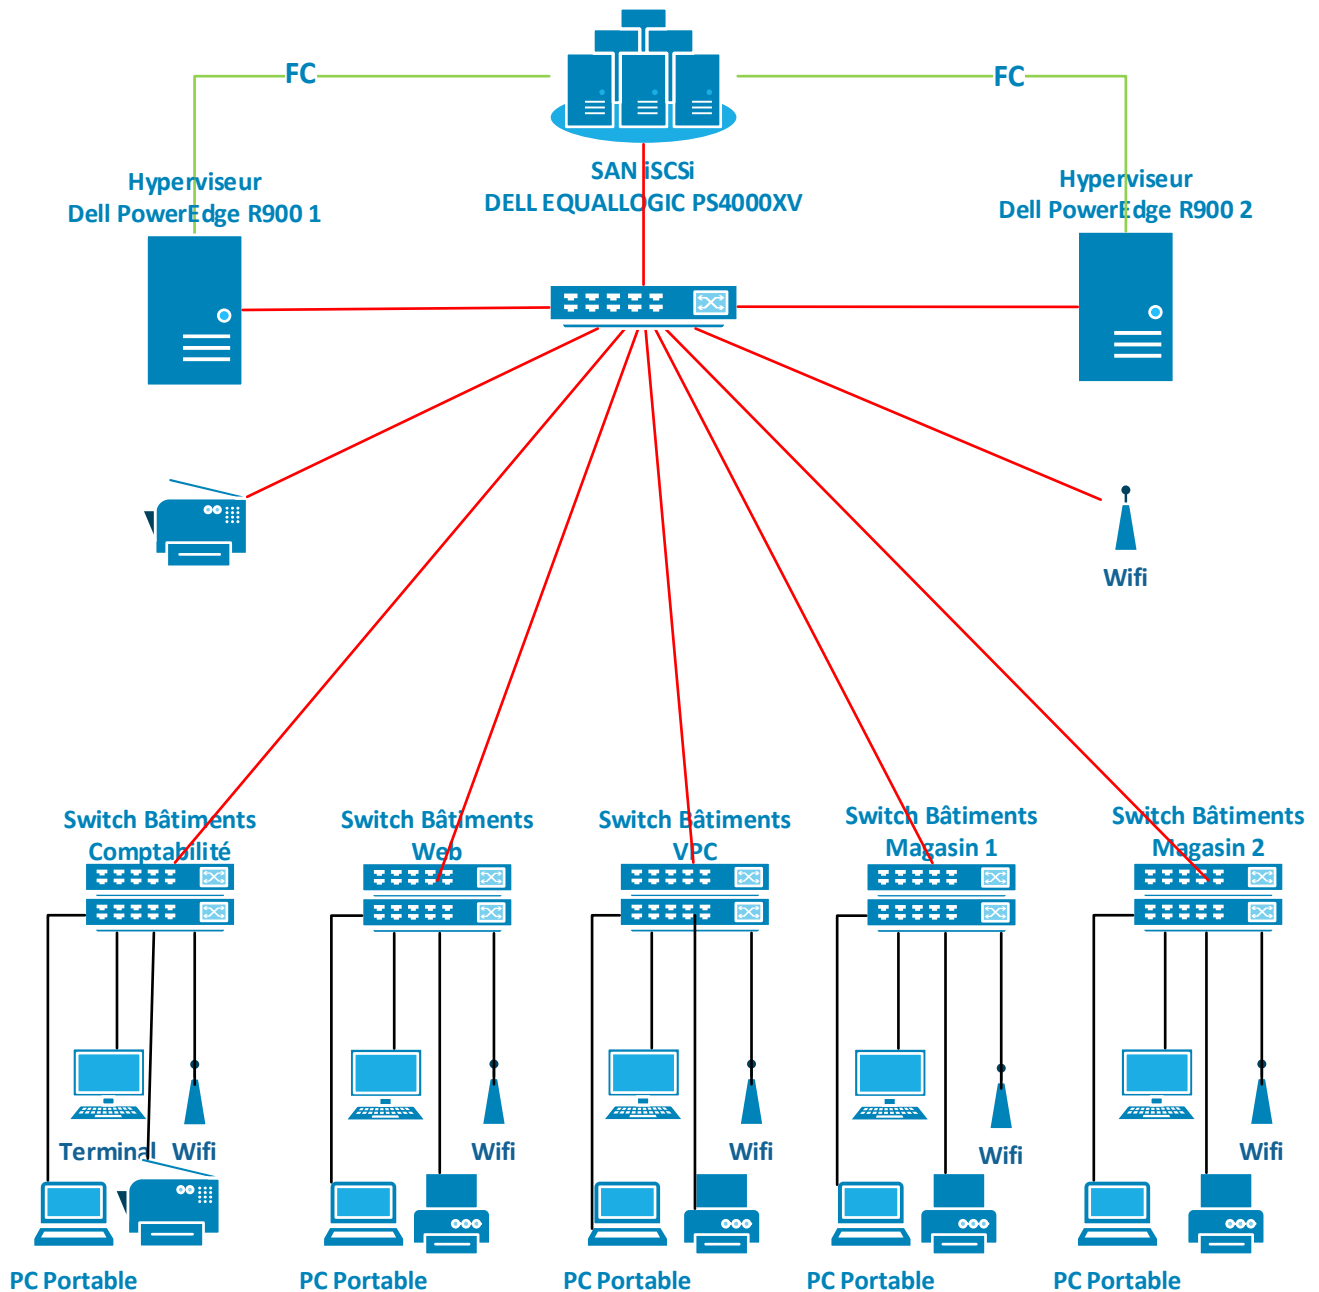 FC
FC
SAN iSCSi
DELL EQUALLOGIC PS4000XV
Hyperviseur
Dell PowerEdge R900 1
Hyperviseur
Dell PowerEdge R900 2
Wifi
Switch Bâtiments
Comptabilité
Switch Bâtiments
Web
Switch Bâtiments
VPC
Switch Bâtiments
Magasin 1
Switch Bâtiments
Magasin 2
Terminal
Wifi
Wifi
Wifi
Wifi
Wifi
PC Portable
PC Portable
PC Portable
PC Portable
PC Portable